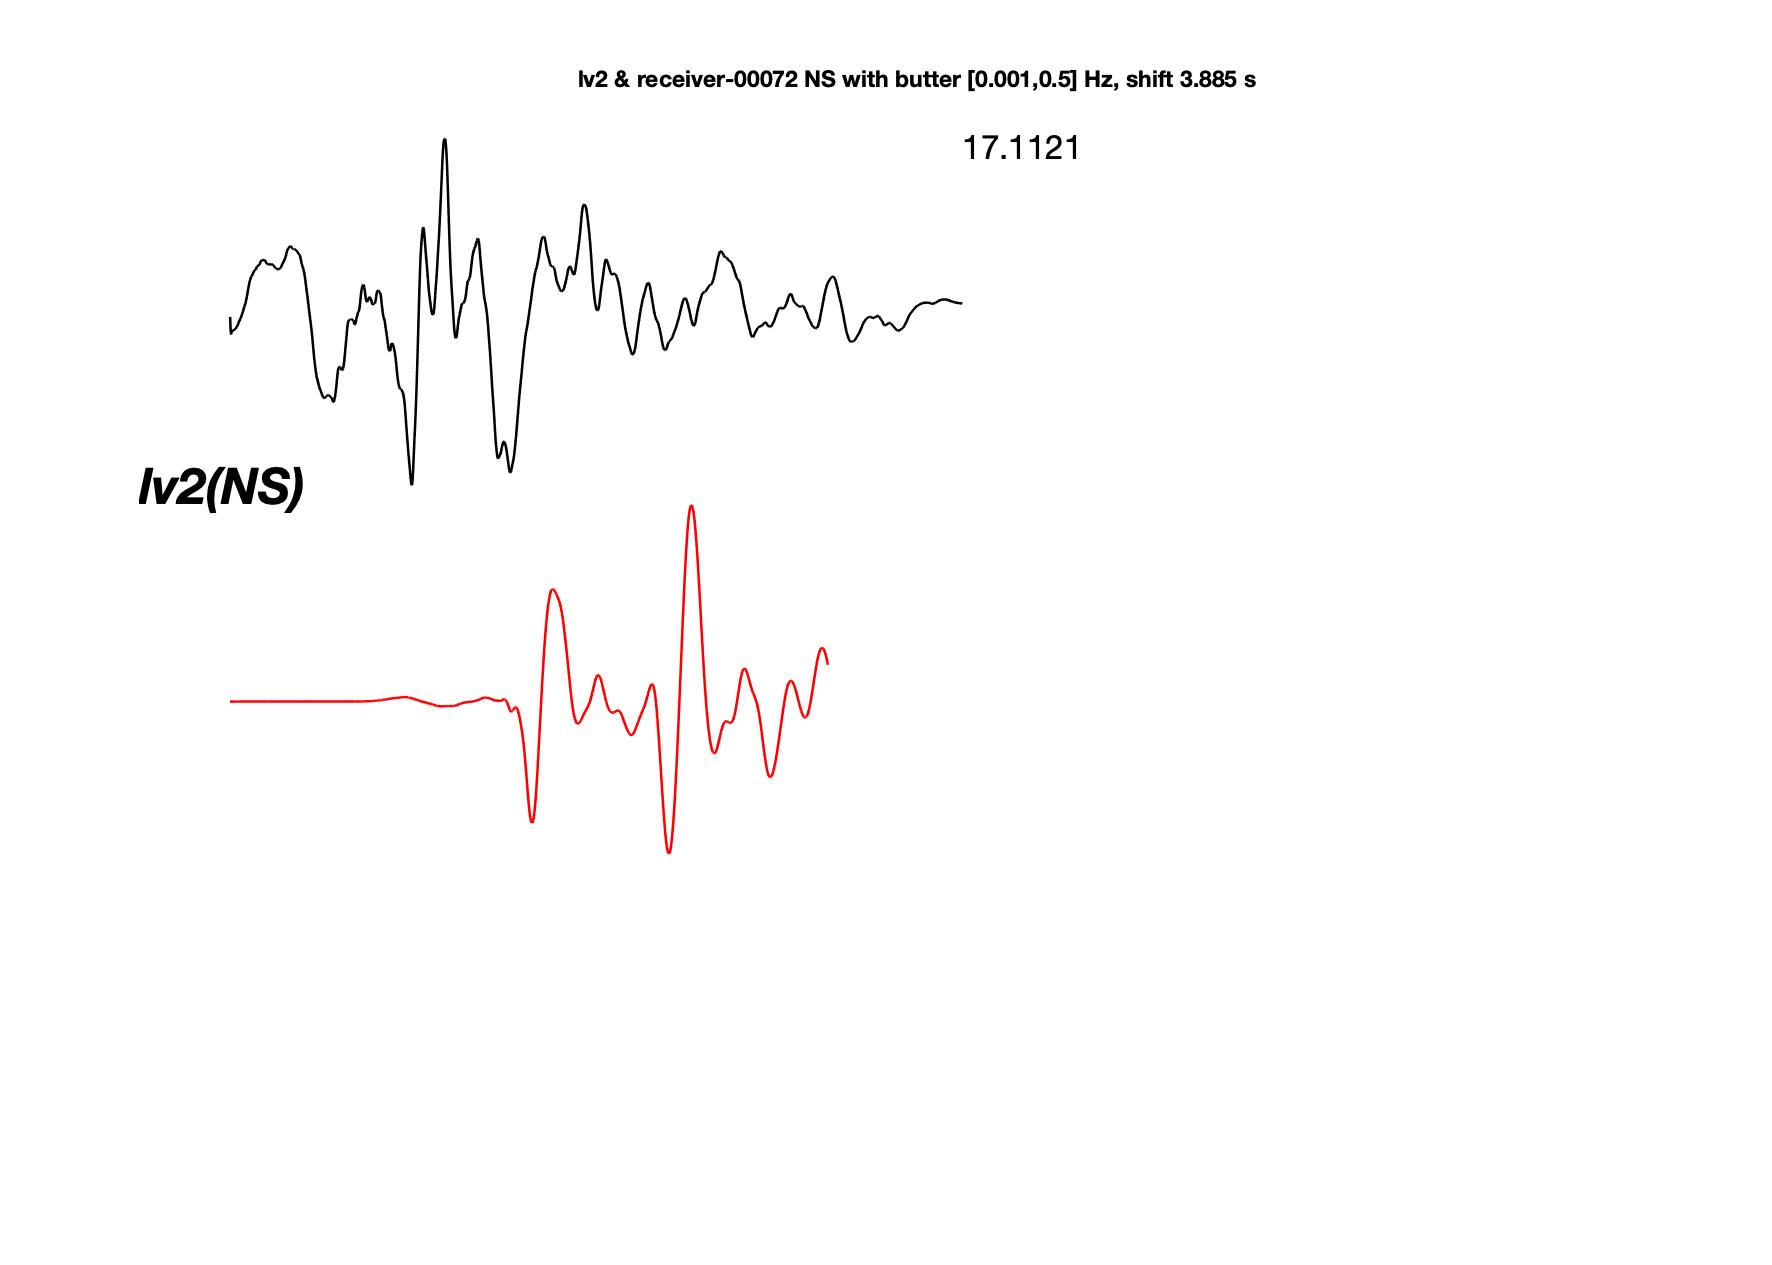 lv2 & receiver-00072 NS with butter [0.001,0.5] Hz, shift 3.885 s
17.1121
lv2(NS)